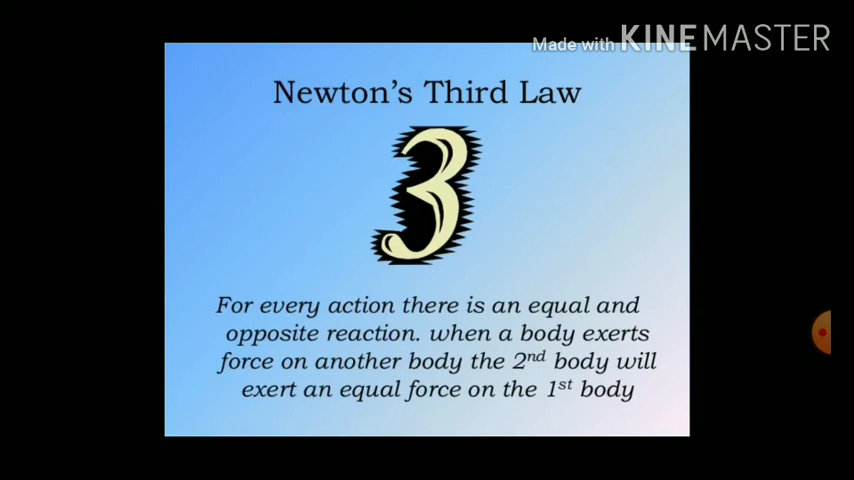 Made with KINEMASTER
Newton's Third Law
3
For every action there is an equal and
opposite reaction. when a body exerts
force on another body the 2nd body will
exert an equal force on the 1st body